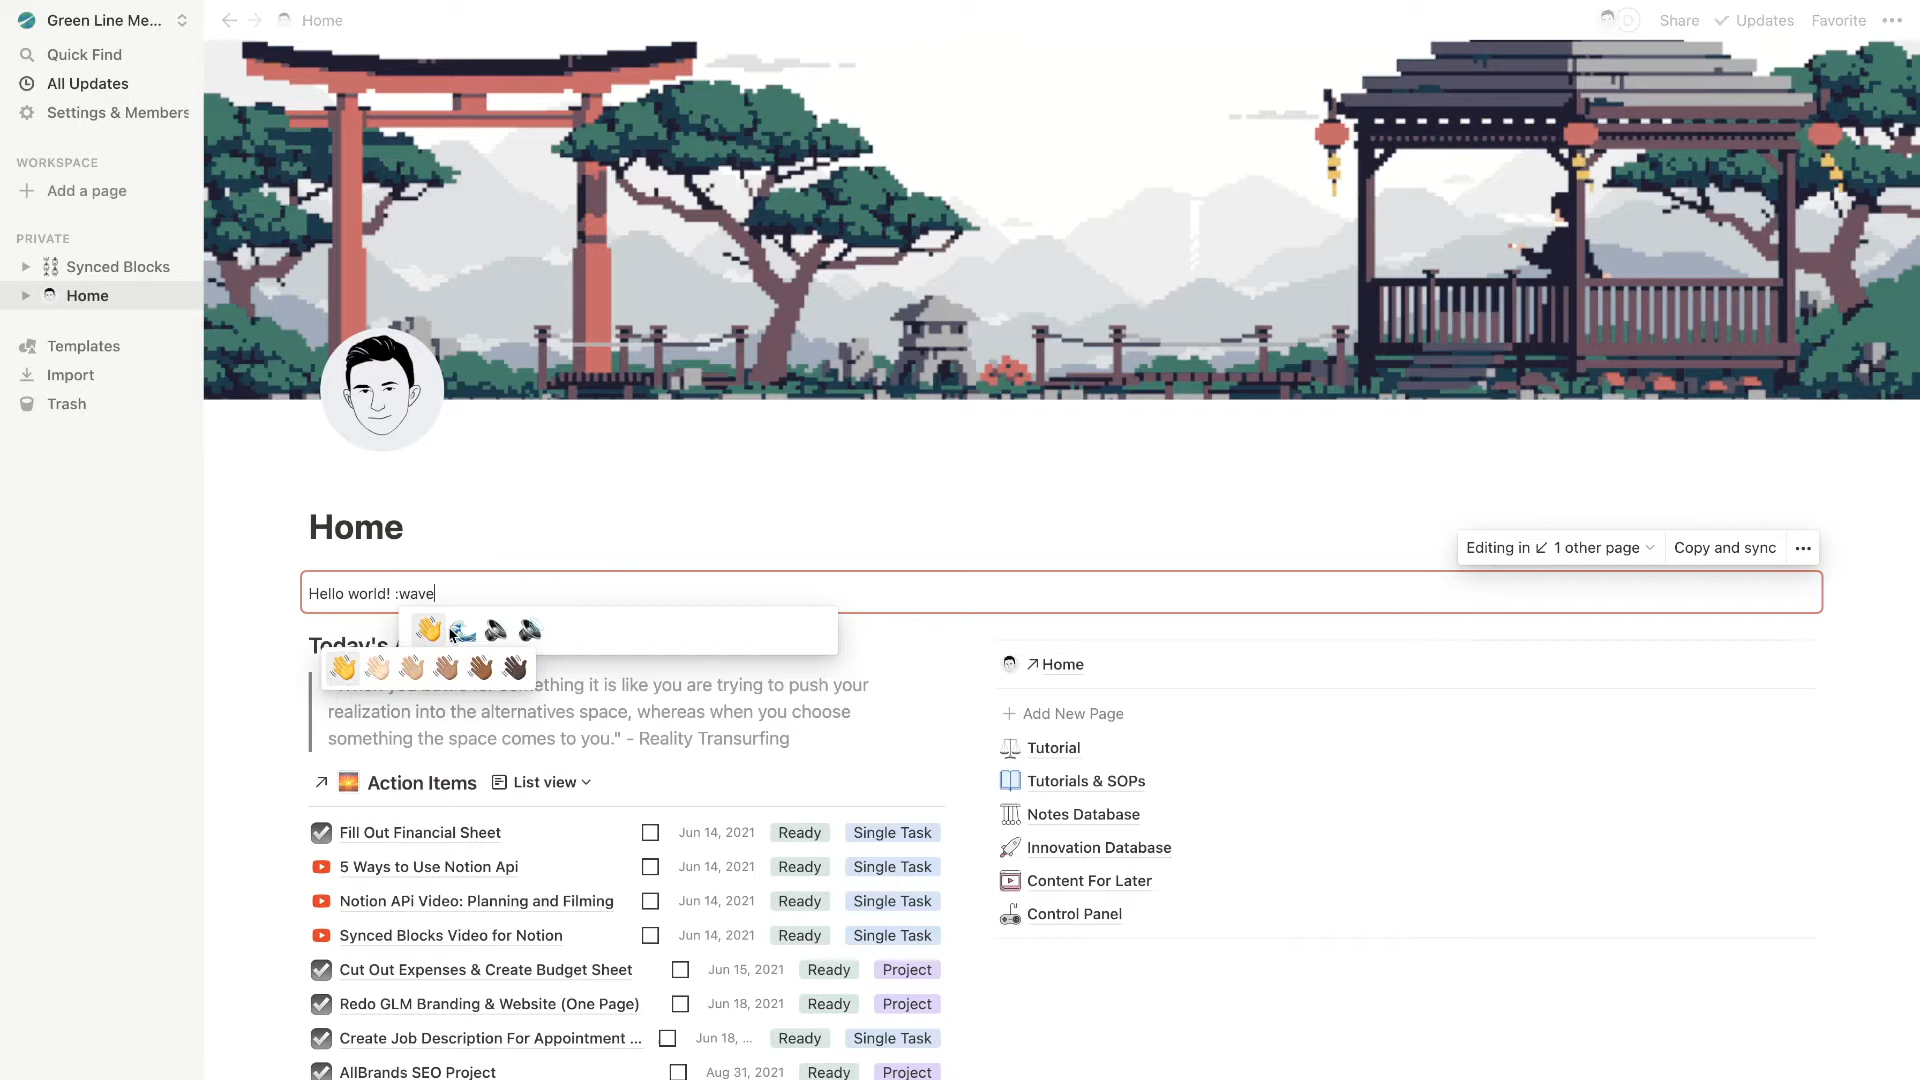 Green Line Me...
Home
D
Share
Updates
Favorite
Quick Find
All Updates
Settings & Members
WORKSPACE
Add a page
PRIVATE
Synced Blocks
Home
Templates
Import
Trash
Home
Editing in ↙ 1 other page
Copy and sync
Hello world! :wave
Today's
something it is like you are trying to push your
realization into the alternatives space, whereas when you choose
something the space comes to you." - Reality Transurfing
Action Items
List view
Fill Out Financial Sheet Jun 14, 2021 Ready Single Task
5 Ways to Use Notion Api Jun 14, 2021 Ready Single Task
Notion APi Video: Planning and Filming Jun 14, 2021 Ready Single Task
Synced Blocks Video for Notion Jun 14, 2021 Ready Single Task
Cut Out Expenses & Create Budget Sheet Jun 15, 2021 Ready Project
Redo GLM Branding & Website (One Page) Jun 18, 2021 Ready Project
Create Job Description For Appointment ... Jun 18, ... Ready Single Task
AllBrands SEO Project Aug 31, 2021 Ready Project
Home
Add New Page
Tutorial
Tutorials & SOPs
Notes Database
Innovation Database
Content For Later
Control Panel